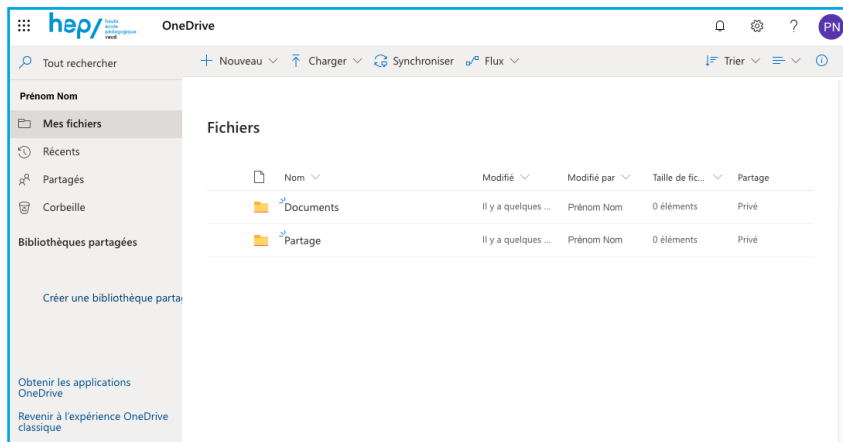 hep/ haute
école
pédagogique
vaud
OneDrive
?
PN
Tout rechercher
Nouveau
Charger
Synchroniser
Flux
Trier
Prénom Nom
Mes fichiers
Récents
Partagés
Corbeille
Bibliothèques partagées
Créer une bibliothèque parta
Obtenir les applications
OneDrive
Revenir à l'expérience OneDrive
classique
Fichiers
Nom Modifié Modifié par Taille de fic... Partage
Documents Il y a quelques ... Prénom Nom 0 éléments Privé
Partage Il y a quelques ... Prénom Nom 0 éléments Privé